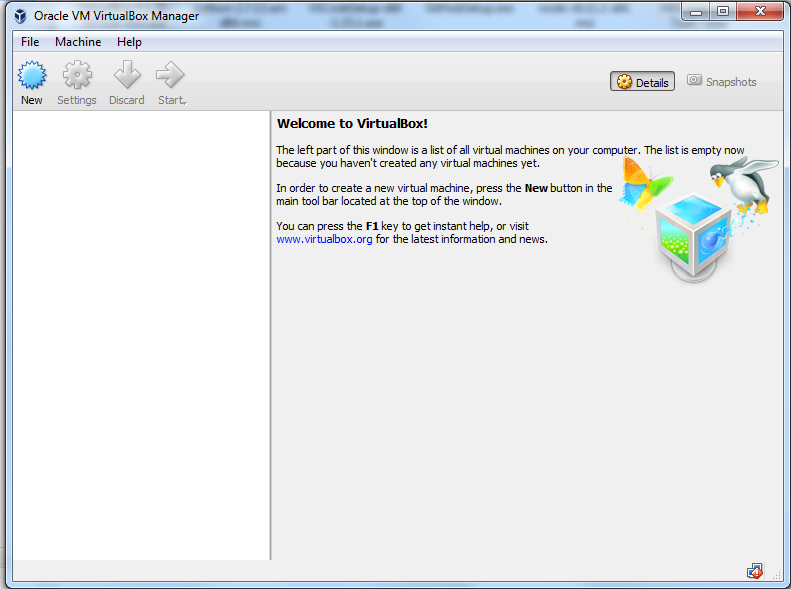 Oracle VM VirtualBox Manager
File Machine Help
New Settings Discard Start
Details Snapshots
Welcome to VirtualBox!
The left part of this window is a list of all virtual machines on your computer. The list is empty now
because you haven't created any virtual machines yet.
In order to create a new virtual machine, press the New button in the
main tool bar located at the top of the window.
You can press the F1 key to get instant help, or visit
www.virtualbox.org for the latest information and news.